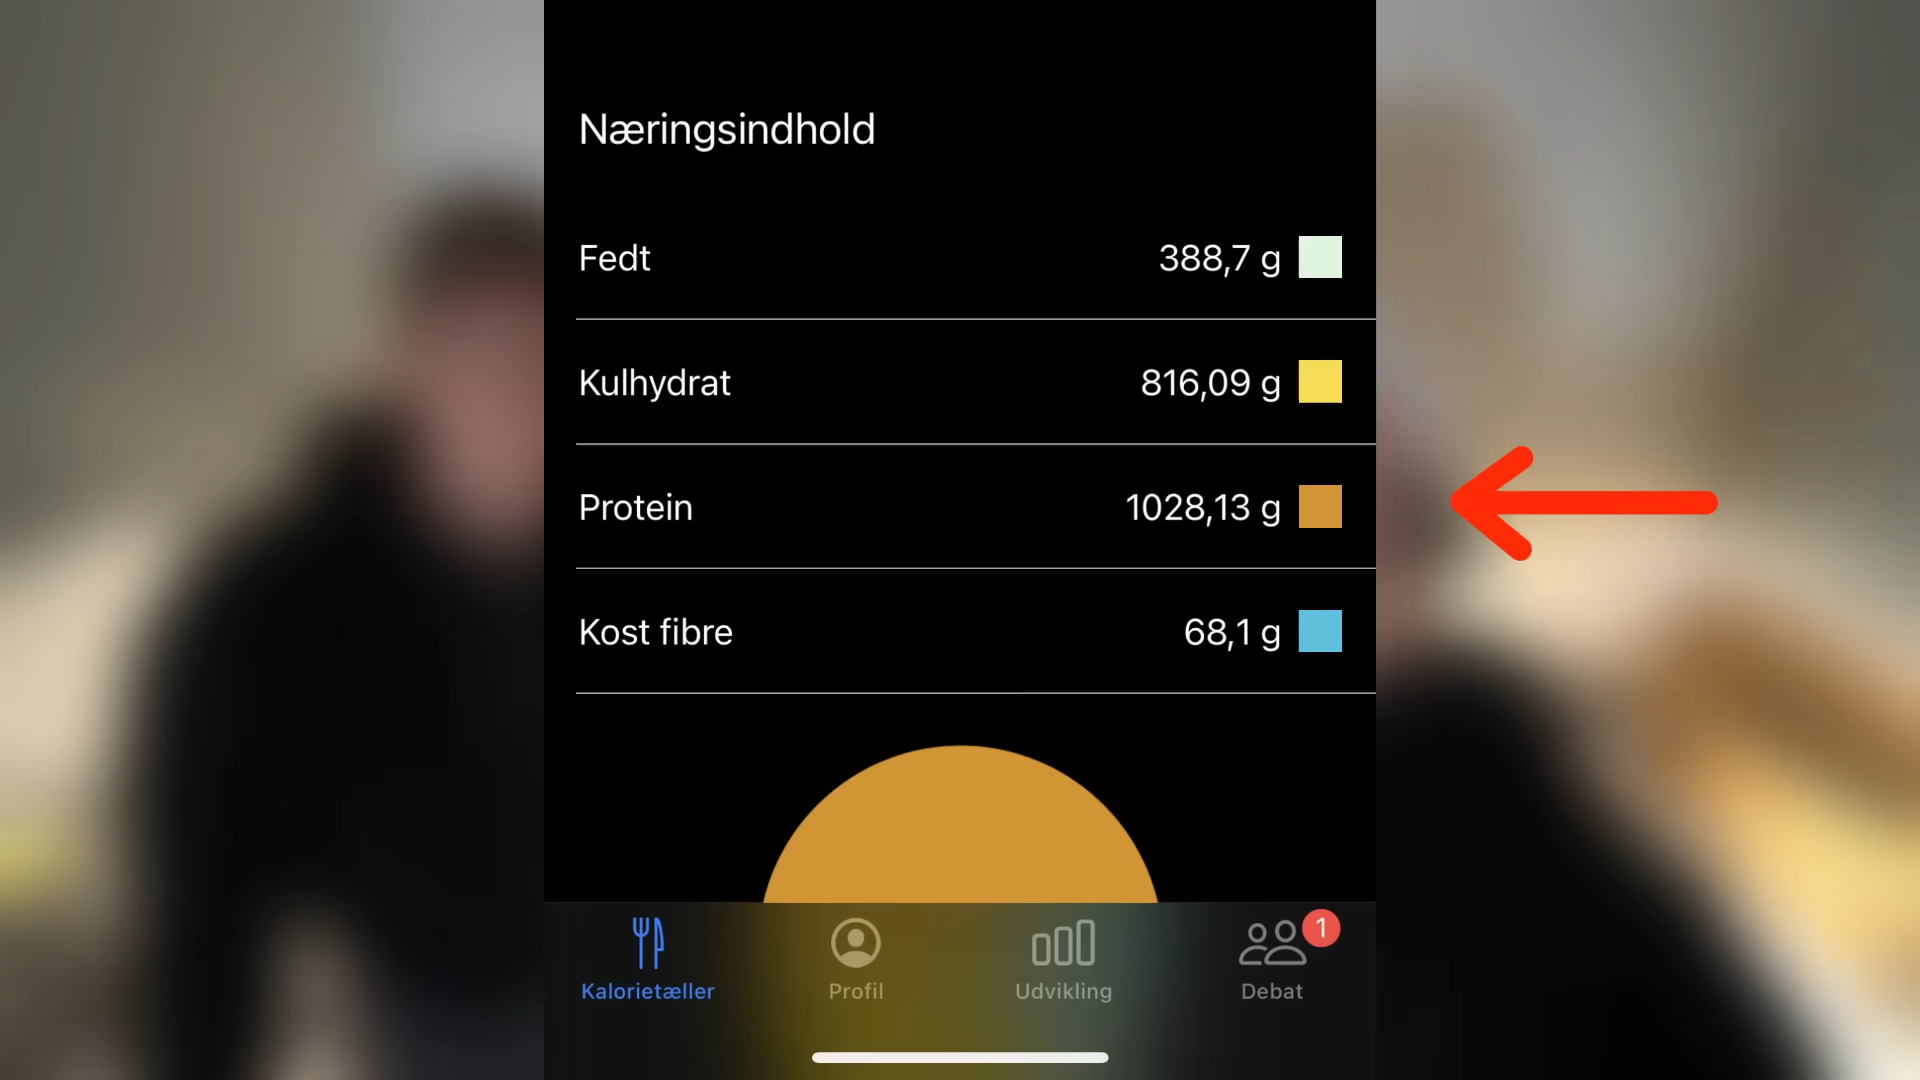 Næringsindhold
Fedt 388,7 g
Kulhydrat 816,09 g
Protein 1028,13 g
Kost fibre 68,1 g
1
Kalorietæller Profil Udvikling Debat